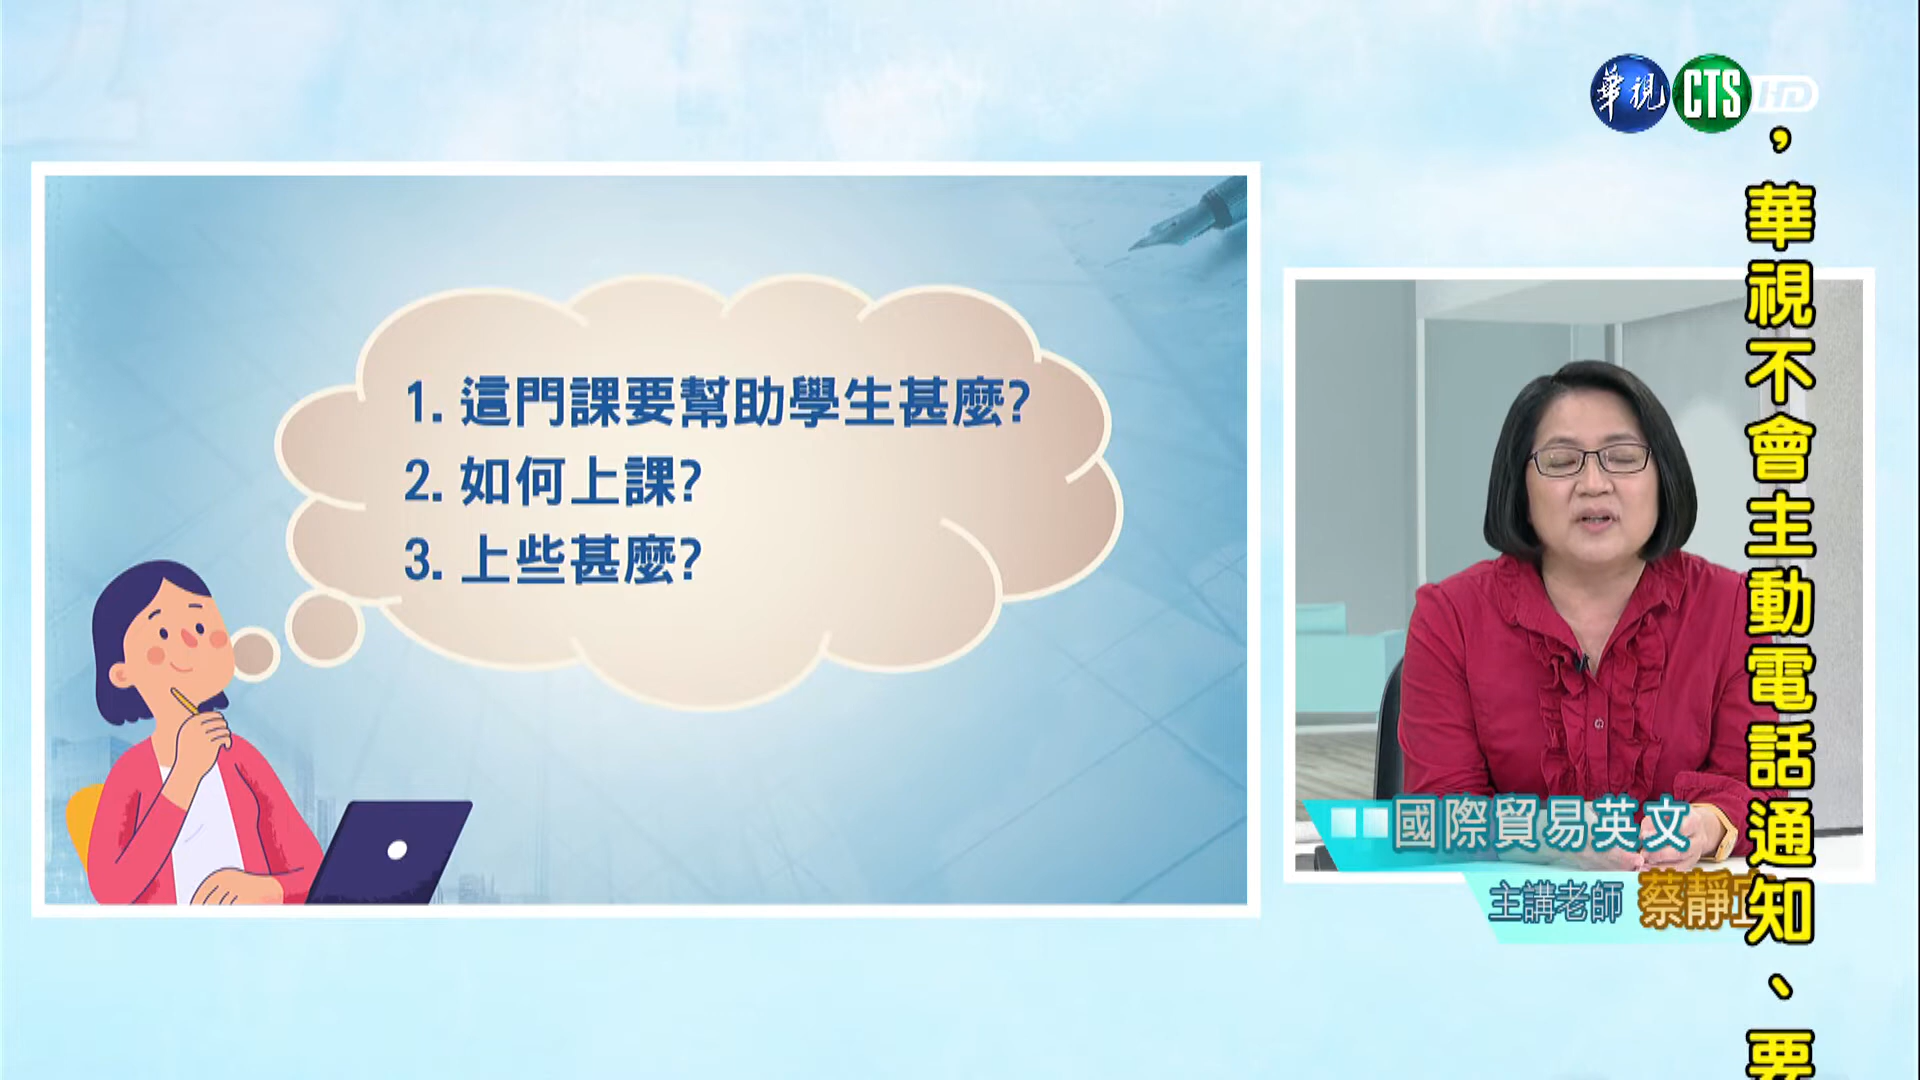 華視 CTS HD
1. 這門課要幫助學生甚麼?
2. 如何上課?
3. 上些甚麼?
國際貿易英文
主講老師 蔡靜
，華視不會主動電話通知、要